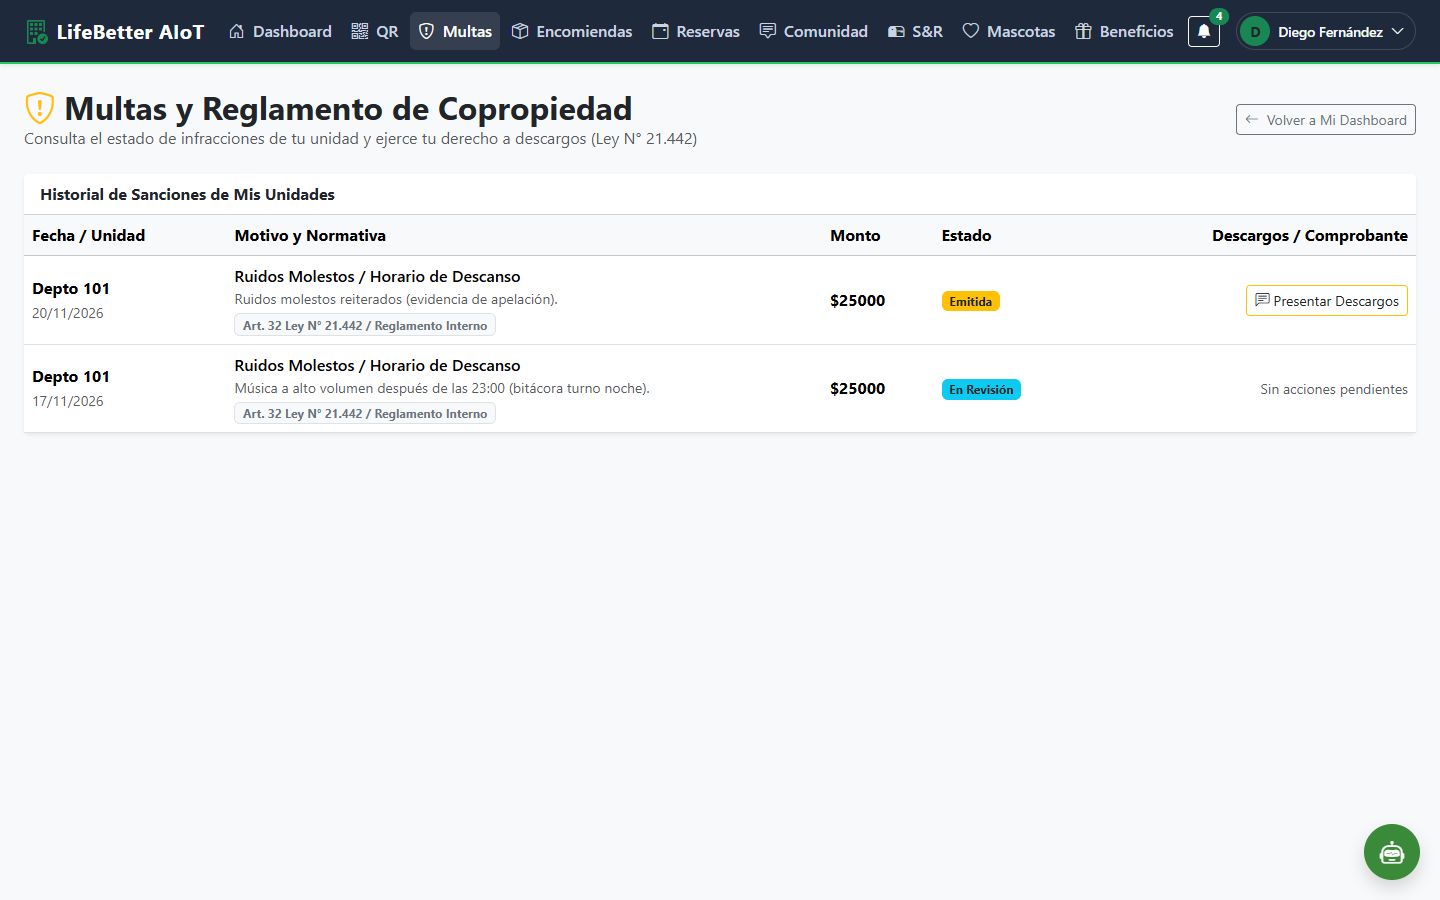 LifeBetter AIoT
Dashboard
QR
Multas
Encomiendas
Reservas
Comunidad
S&R
Mascotas
Beneficios
4
D
Diego Fernández
Multas y Reglamento de Copropiedad
Consulta el estado de infracciones de tu unidad y ejerce tu derecho a descargos (Ley N° 21.442)
← Volver a Mi Dashboard
Historial de Sanciones de Mis Unidades
Fecha / Unidad
Motivo y Normativa
Monto
Estado
Descargos / Comprobante
Depto 101
20/11/2026
Ruidos Molestos / Horario de Descanso
Ruidos molestos reiterados (evidencia de apelación).
Art. 32 Ley N° 21.442 / Reglamento Interno
$25000
Emitida
Presentar Descargos
Depto 101
17/11/2026
Ruidos Molestos / Horario de Descanso
Música a alto volumen después de las 23:00 (bitácora turno noche).
Art. 32 Ley N° 21.442 / Reglamento Interno
$25000
En Revisión
Sin acciones pendientes